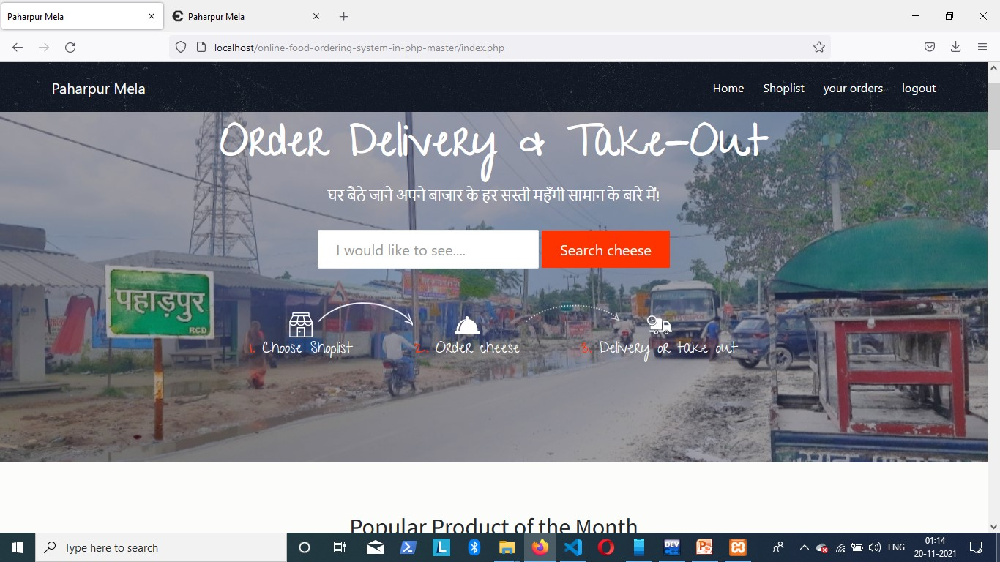 Paharpur Mela
Paharpur Mela
localhost/online-food-ordering-system-in-php-master/index.php
Paharpur Mela
Home Shoplist your orders logout
Order Delivery & Take-Out
घर बैठे जाने अपने बाजार के हर सस्ती महँगी सामान के बारे में!
I would like to see.... Search cheese
पहाड़पुर
RCD
1. Choose Shoplist 2. Order cheese 3. Delivery or take out
Popular Product of the Month
Type here to search
L
DEV
ENG
01:14
20-11-2021